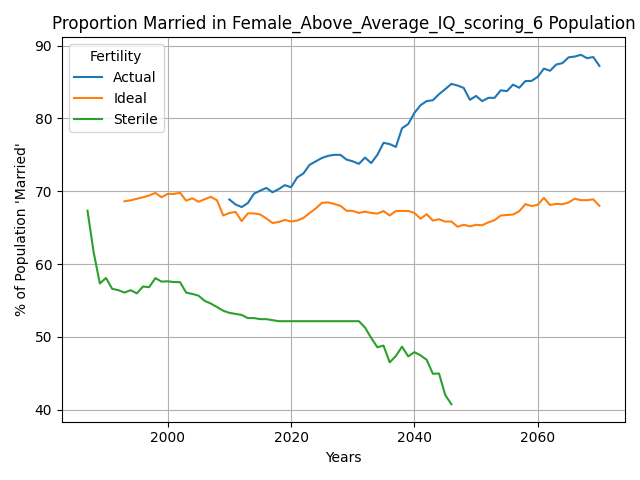 Proportion Married in Female_Above_Average_IQ_scoring_6 Population
Fertility
Actual
Ideal
Sterile
% of Population 'Married'
90
80
70
60
50
40
2000
2020
2040
2060
Years